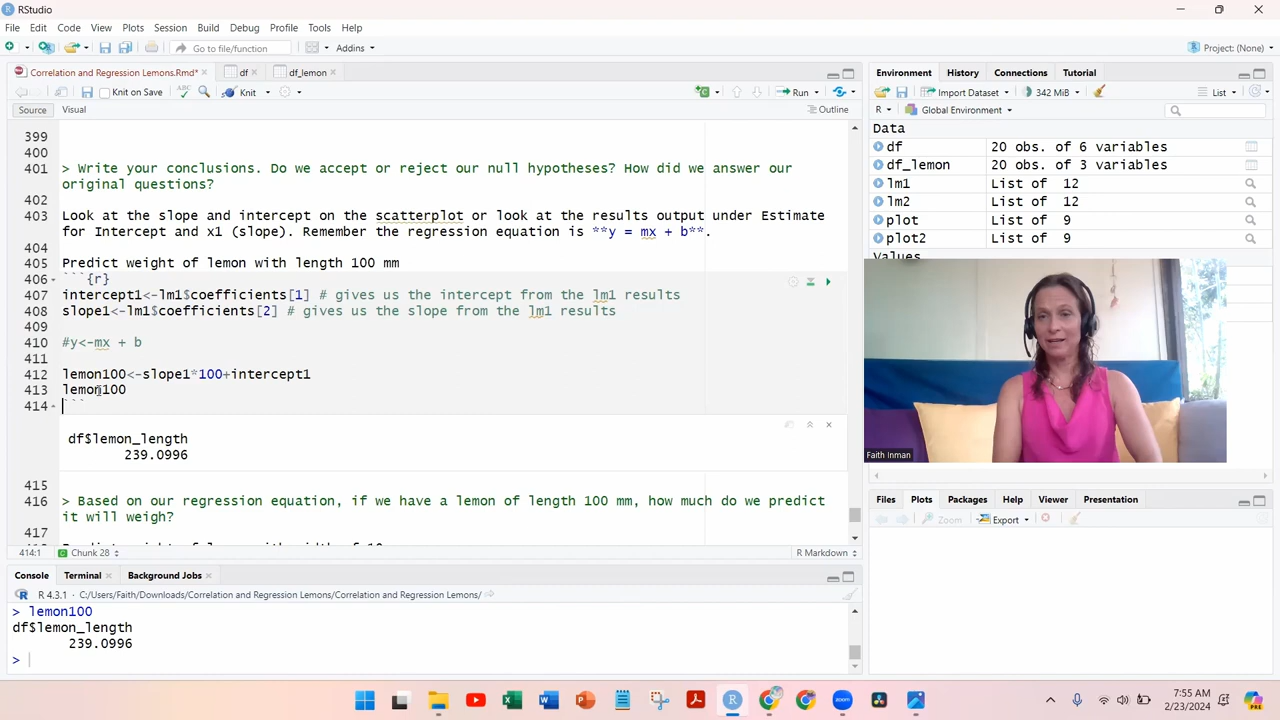 RStudio
File Edit Code View Plots Session Build Debug Profile Tools Help
Go to file/function Addins Project: (None)
Correlation and Regression Lemons.Rmd* df df_lemon
Knit on Save Knit Run
Source Visual Outline
399
400
401 > Write your conclusions. Do we accept or reject our null hypotheses? How did we answer our
original questions?
402
403 Look at the slope and intercept on the scatterplot or look at the results output under Estimate
for Intercept and x1 (slope). Remember the regression equation is **y = mx + b**.
404
405 Predict weight of lemon with length 100 mm
406 ```{r}
407 intercept1<-lm1$coefficients[1] # gives us the intercept from the lm1 results
408 slope1<-lm1$coefficients[2] # gives us the slope from the lm1 results
409
410 #y<-mx + b
411
412 lemon100<-slope1*100+intercept1
413 lemon100
414 ```
df$lemon_length
239.0996
415
416 > Based on our regression equation, if we have a lemon of length 100 mm, how much do we predict
it will weigh?
417
414:1 Chunk 28 R Markdown
Console Terminal Background Jobs
R 4.3.1 · C:/Users/Faith/Downloads/Correlation and Regression Lemons/Correlation and Regression Lemons/
> lemon100
df$lemon_length
239.0996
>
Environment History Connections Tutorial
Import Dataset 342 MiB List
R Global Environment
Data
df 20 obs. of 6 variables
df_lemon 20 obs. of 3 variables
lm1 List of 12
lm2 List of 12
plot List of 9
plot2 List of 9
Values
Faith Inman
Files Plots Packages Help Viewer Presentation
Zoom Export
zoom
7:55 AM
2/23/2024
PRE